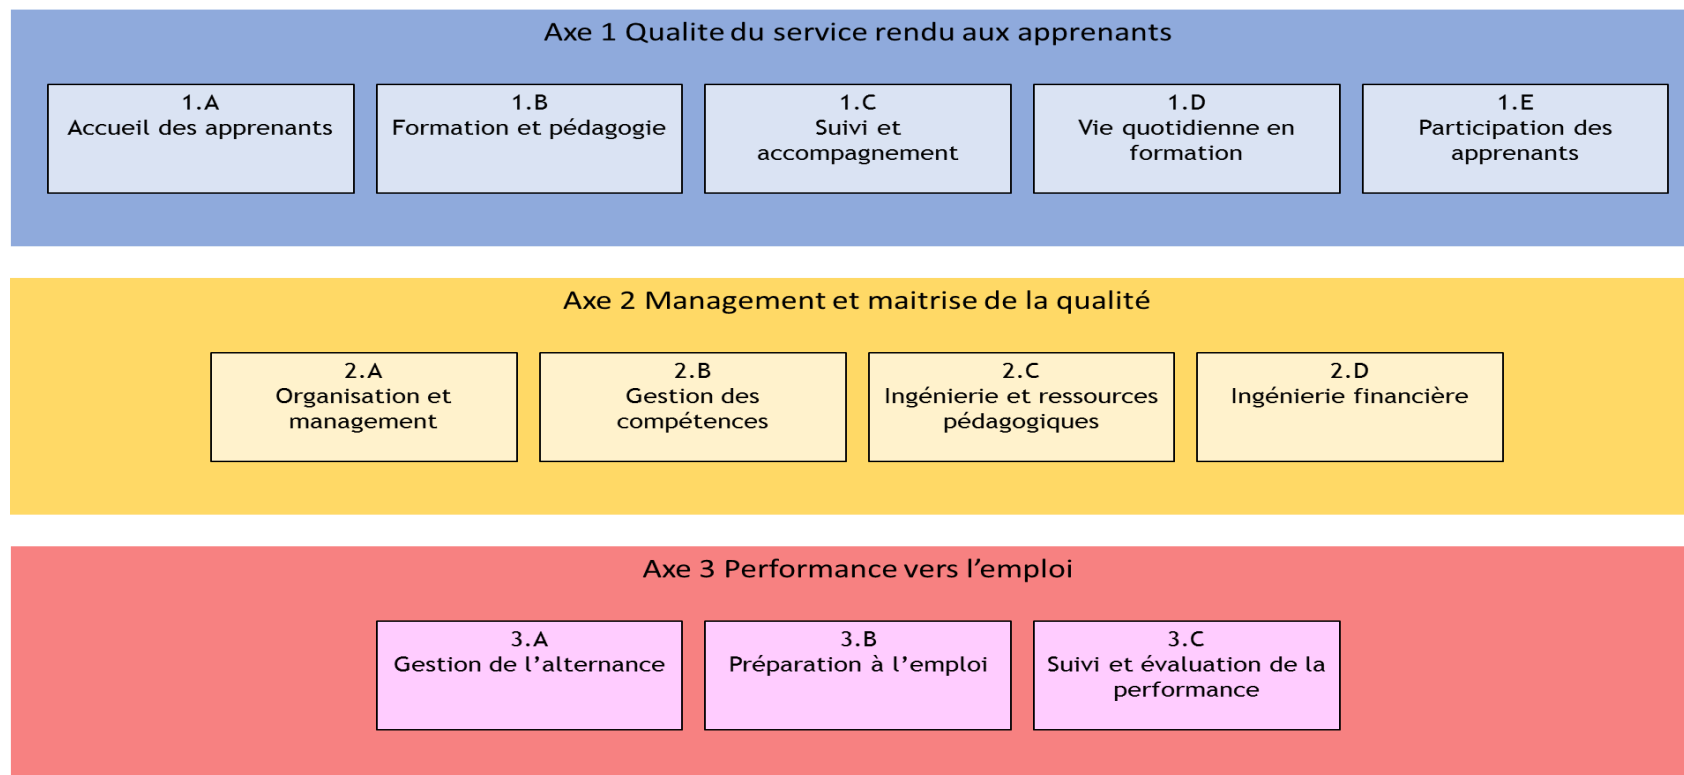 Axe 1 Qualite du service rendu aux apprenants
1.A
Accueil des apprenants
1.B
Formation et pédagogie
1.C
Suivi et
accompagnement
1.D
Vie quotidienne en
formation
1.E
Participation des
apprenants
Axe 2 Management et maitrise de la qualité
2.A
Organisation et
management
2.B
Gestion des
compétences
2.C
Ingénierie et ressources
pédagogiques
2.D
Ingénierie financière
Axe 3 Performance vers l’emploi
3.A
Gestion de l’alternance
3.B
Préparation à l’emploi
3.C
Suivi et évaluation de la
performance